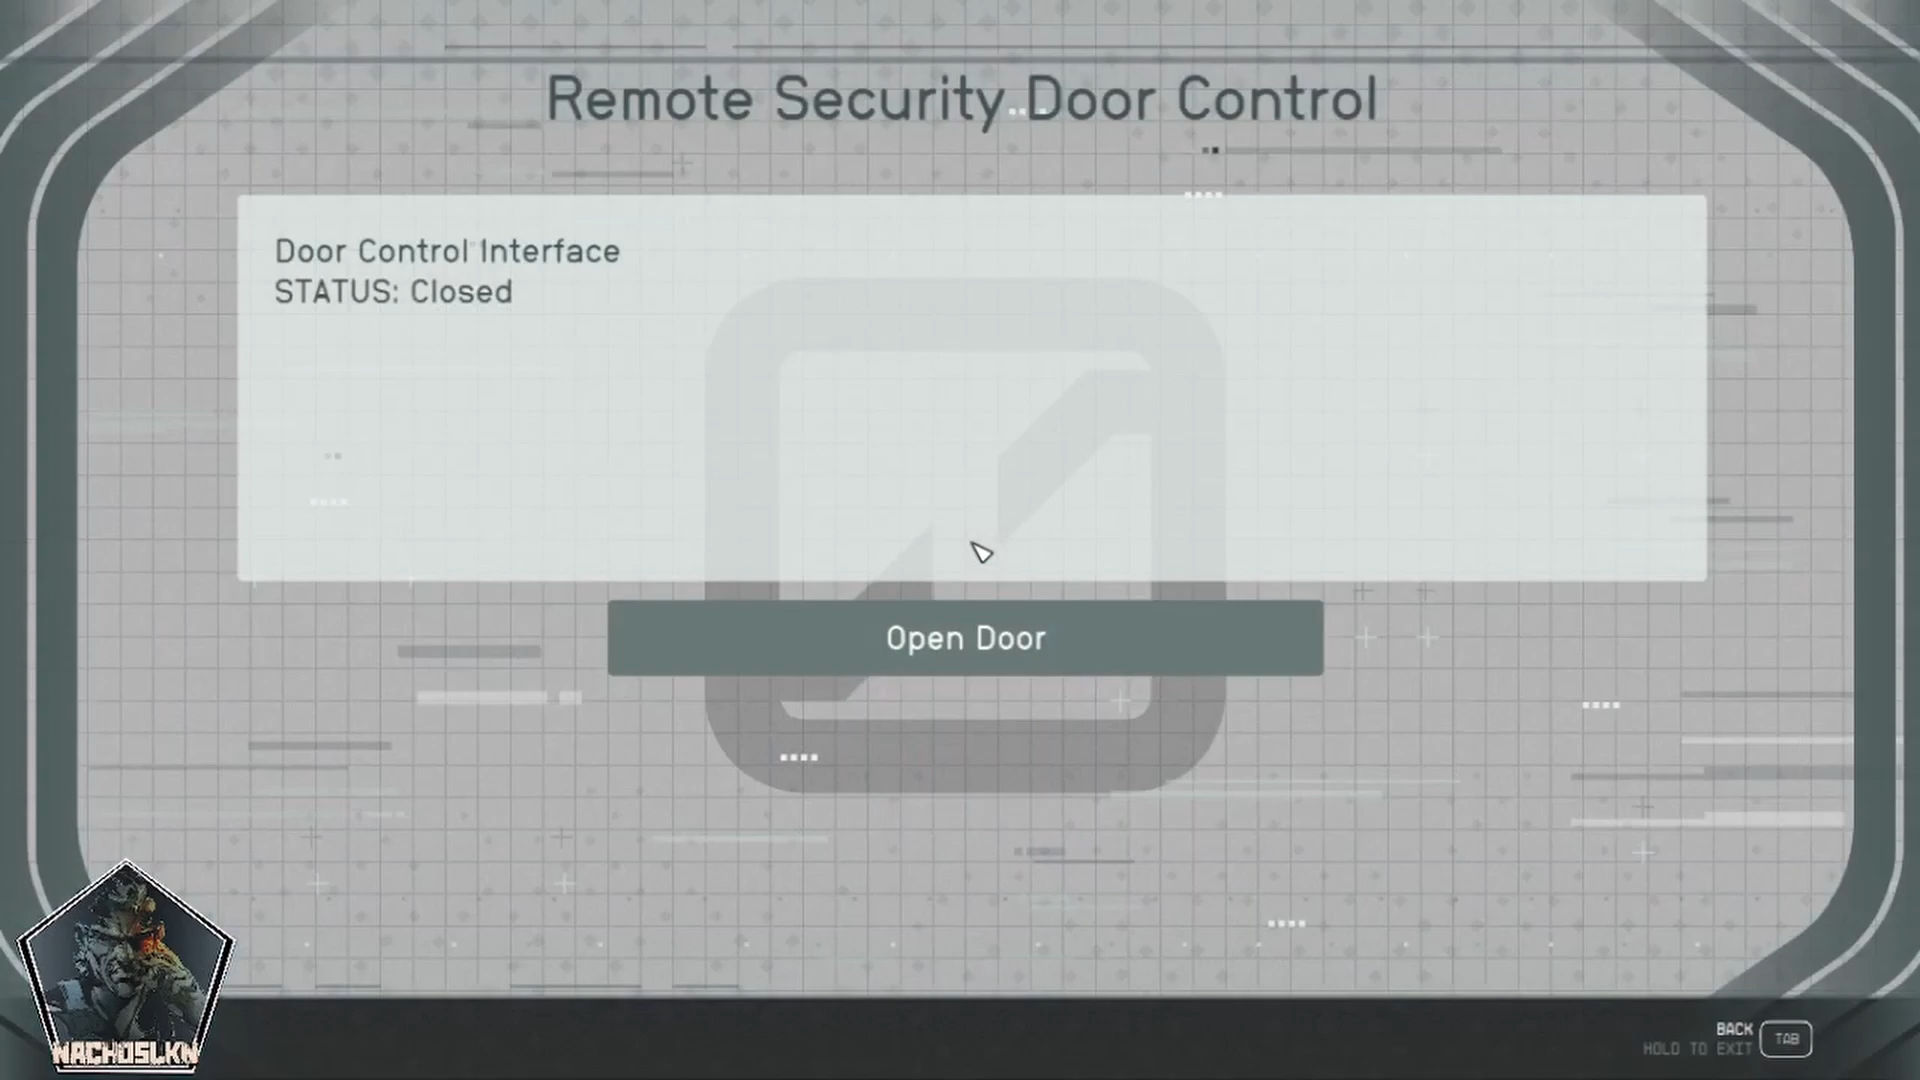 Remote Security Door Control
Door Control Interface
STATUS: Closed
Open Door
BACK
HOLD TO EXIT
TAB
NACHOSLKN